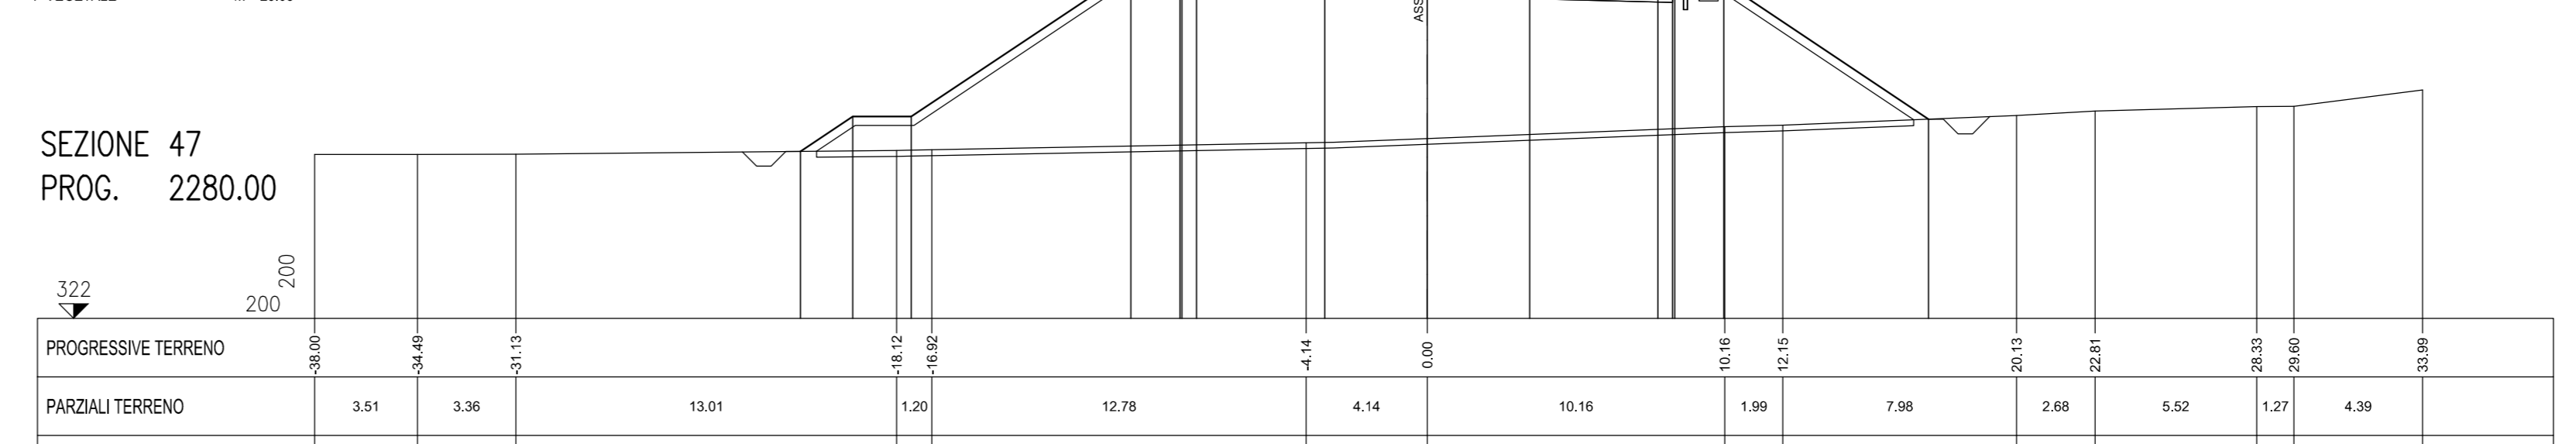 ASS
SEZIONE 47
PROG. 2280.00
200
322
200
PROGRESSIVE TERRENO -38.00 -34.49 -31.13 -18.12 -16.92 -4.14 0.00 10.16 12.15 20.13 22.81 28.33 29.60 33.99
PARZIALI TERRENO 3.51 3.36 13.01 1.20 12.78 4.14 10.16 1.99 7.98 2.68 5.52 1.27 4.39